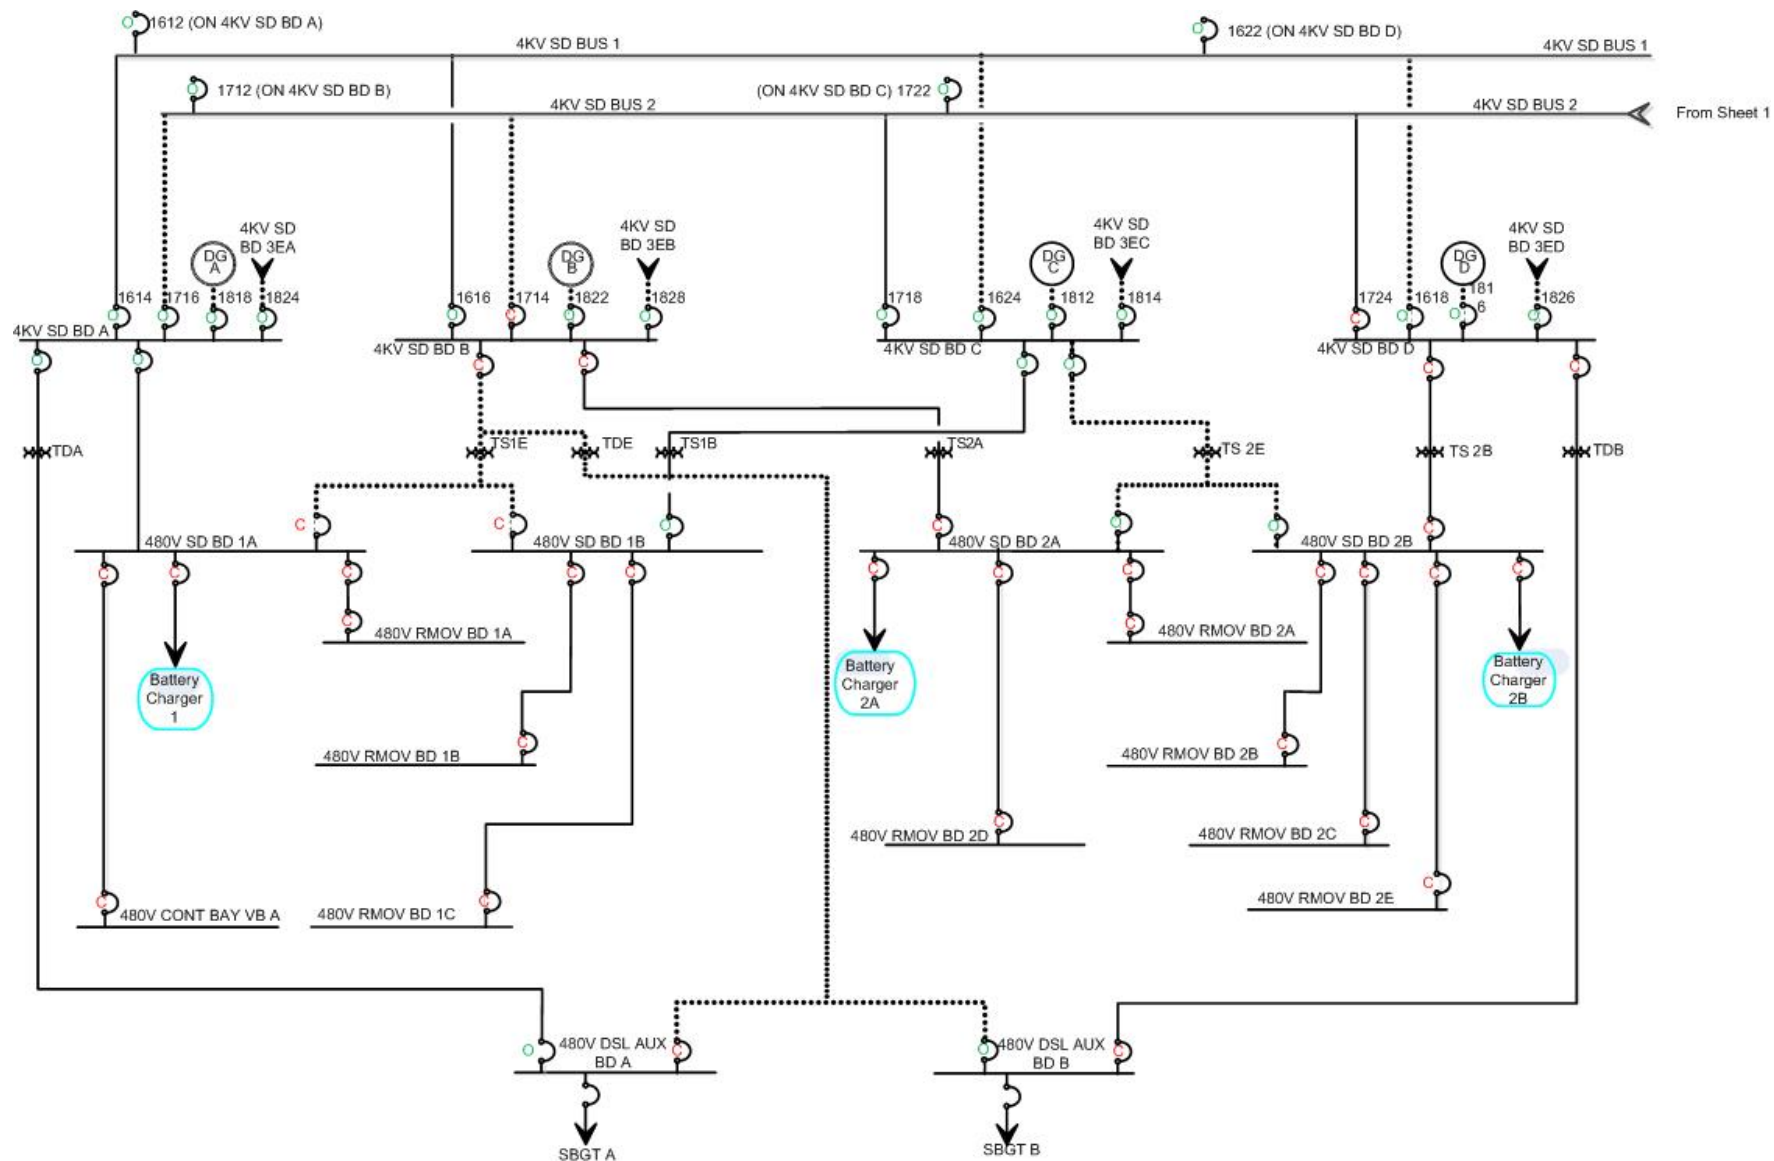 1612 (ON 4KV SD BD A)
1622 (ON 4KV SD BD D)
4KV SD BUS 1
4KV SD BUS 1
1712 (ON 4KV SD BD B)
(ON 4KV SD BD C) 1722
4KV SD BUS 2
4KV SD BUS 2
From Sheet 1
4KV SD
BD 3EA
4KV SD
BD 3EB
4KV SD
BD 3EC
4KV SD
BD 3ED
DG
A
DG
B
DG
C
DG
D
1614
1716
1818
1824
1616
1714
1822
1828
1718
1624
1812
1814
1724
1618
181
6
1826
O
O
O
O
O
O
O
O
O
C
O
O
O
O
O
O
C
O
O
O
4KV SD BD A
4KV SD BD B
4KV SD BD C
4KV SD BD D
O
O
C
C
O
O
C
C
TDA
TS1E
TDE
TS1B
TS2A
TS 2E
TS 2B
TDB
C
C
O
C
O
O
C
480V SD BD 1A
480V SD BD 1B
480V SD BD 2A
480V SD BD 2B
C
C
C
C
C
C
C
C
C
C
C
C
C
C
480V RMOV BD 1A
480V RMOV BD 2A
Battery
Charger
1
Battery
Charger
2A
Battery
Charger
2B
C
C
480V RMOV BD 1B
480V RMOV BD 2B
C
C
480V RMOV BD 2D
480V RMOV BD 2C
C
480V RMOV BD 2E
C
C
480V CONT BAY VB A
480V RMOV BD 1C
O
480V DSL AUX
BD A
C
O
480V DSL AUX
BD B
C
SBGT A
SBGT B